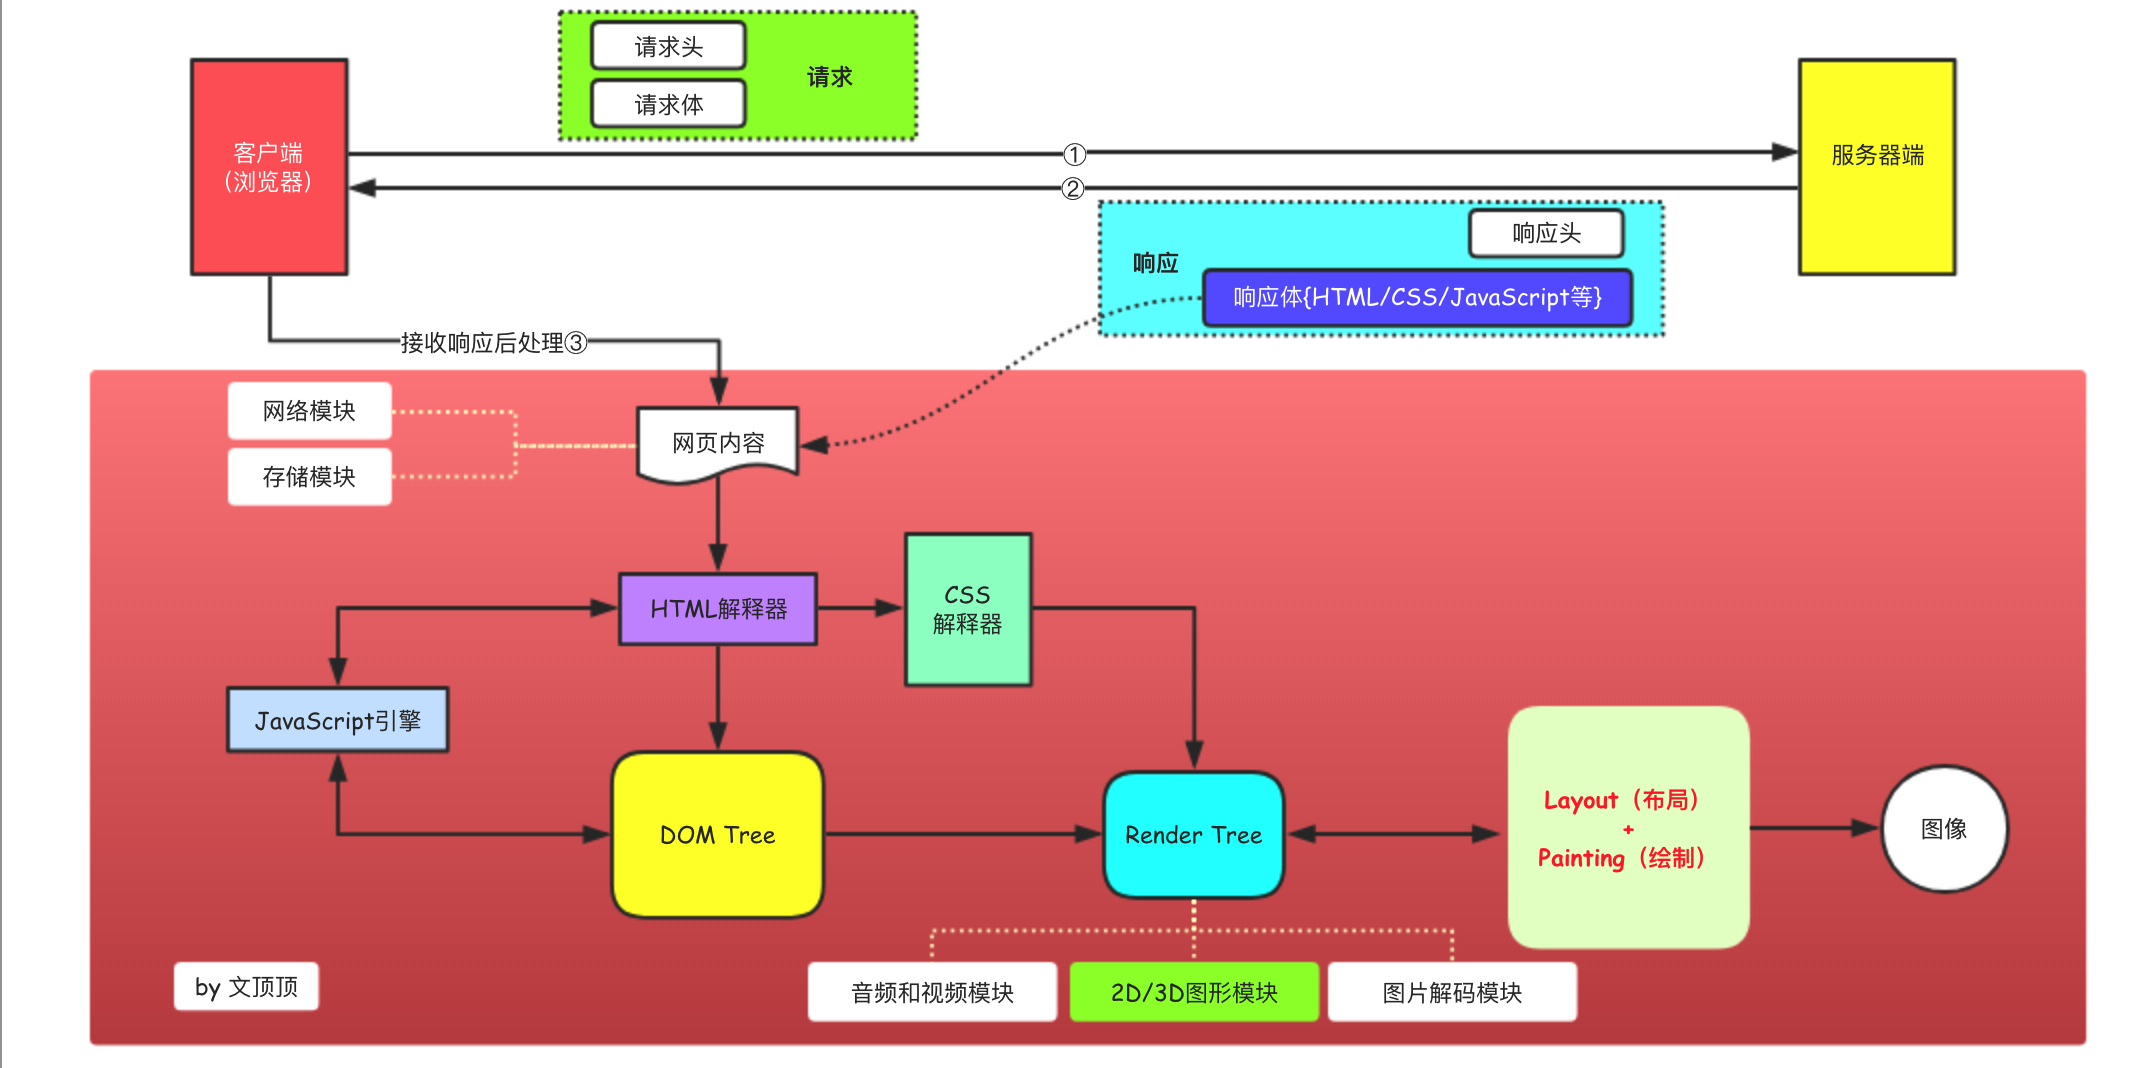 请求头
请求
请求体
客户端
(浏览器)
①
服务器端
②
响应头
响应
响应体{HTML/CSS/JavaScript等}
接收响应后处理③
网络模块
网页内容
存储模块
HTML解释器
CSS
解释器
JavaScript引擎
DOM Tree
Render Tree
Layout（布局）
+
Painting（绘制）
图像
by 文顶顶
音频和视频模块
2D/3D图形模块
图片解码模块